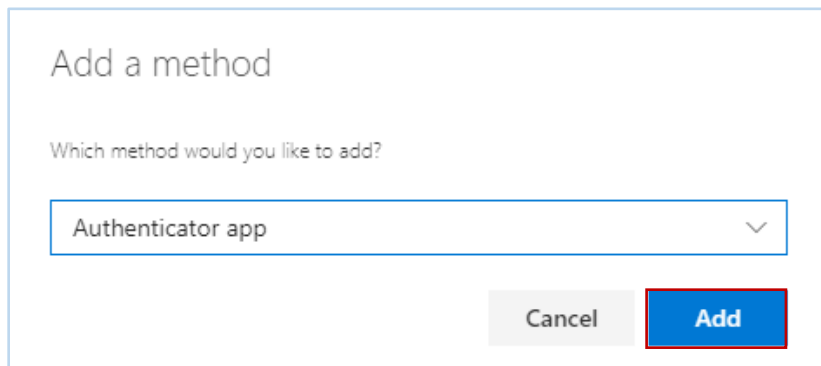 Add a method
Which method would you like to add?
Authenticator app
Cancel
Add